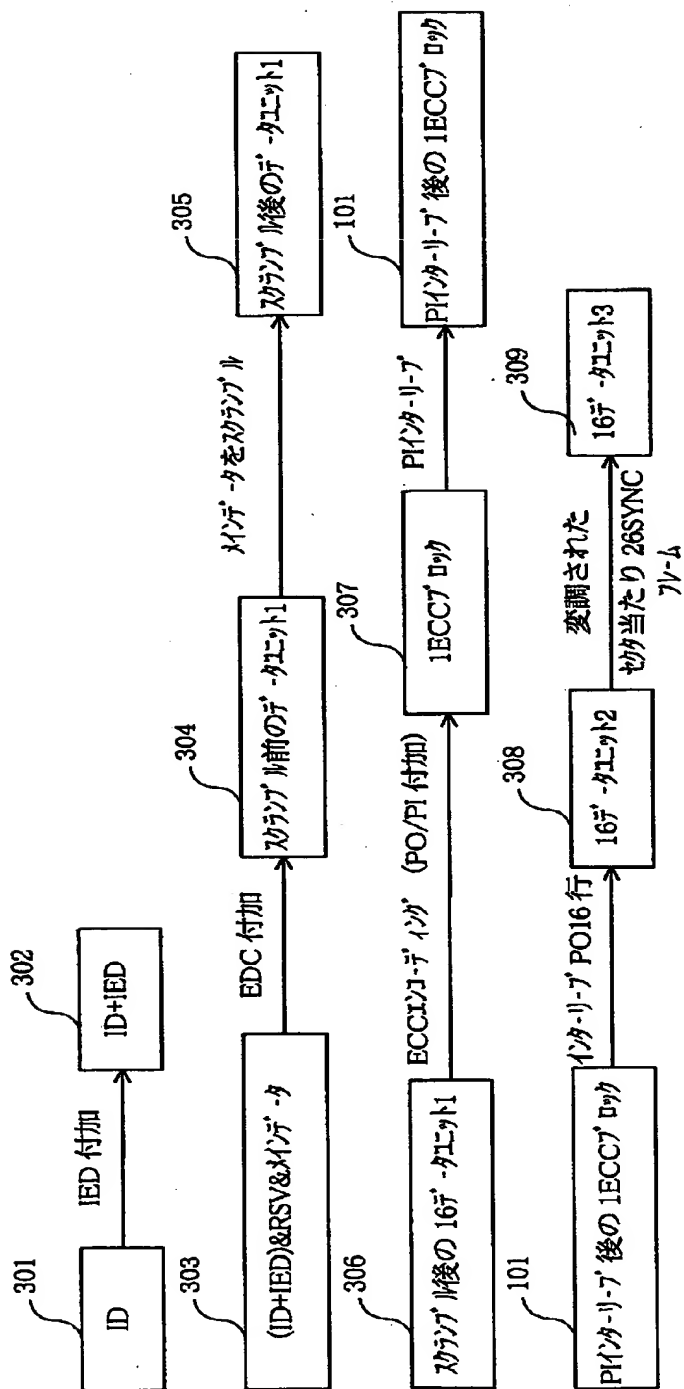 301
ID
IED 付加
302
ID+IED
303
(ID+IED)&RSV&メインデータ
EDC 付加
304
スクランブル前のデータユニット1
メインデータをスクランブル
305
スクランブル後のデータユニット1
306
スクランブル後の 16データユニット1
ECCエンコーディング (PO/PI 付加)
307
1ECCブロック
PIインターリーブ
101
PIインターリーブ後の 1ECCブロック
101
PIインターリーブ後の 1ECCブロック
インターリーブ PO16 行
308
16データユニット2
変調された
セクタ当たり 26SYNC
フレーム
309
16データユニット3